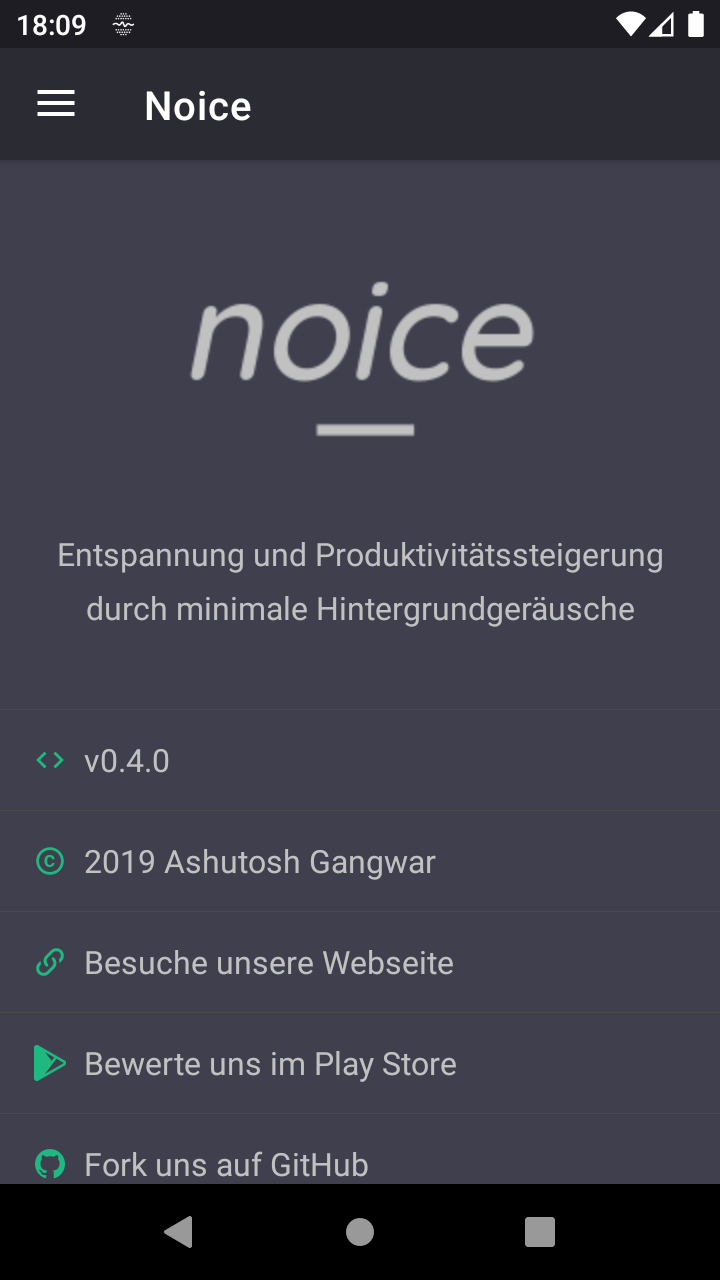 18:09
Noice
noice
Entspannung und Produktivitätssteigerung
durch minimale Hintergrundgeräusche
v0.4.0
2019 Ashutosh Gangwar
Besuche unsere Webseite
Bewerte uns im Play Store
Fork uns auf GitHub